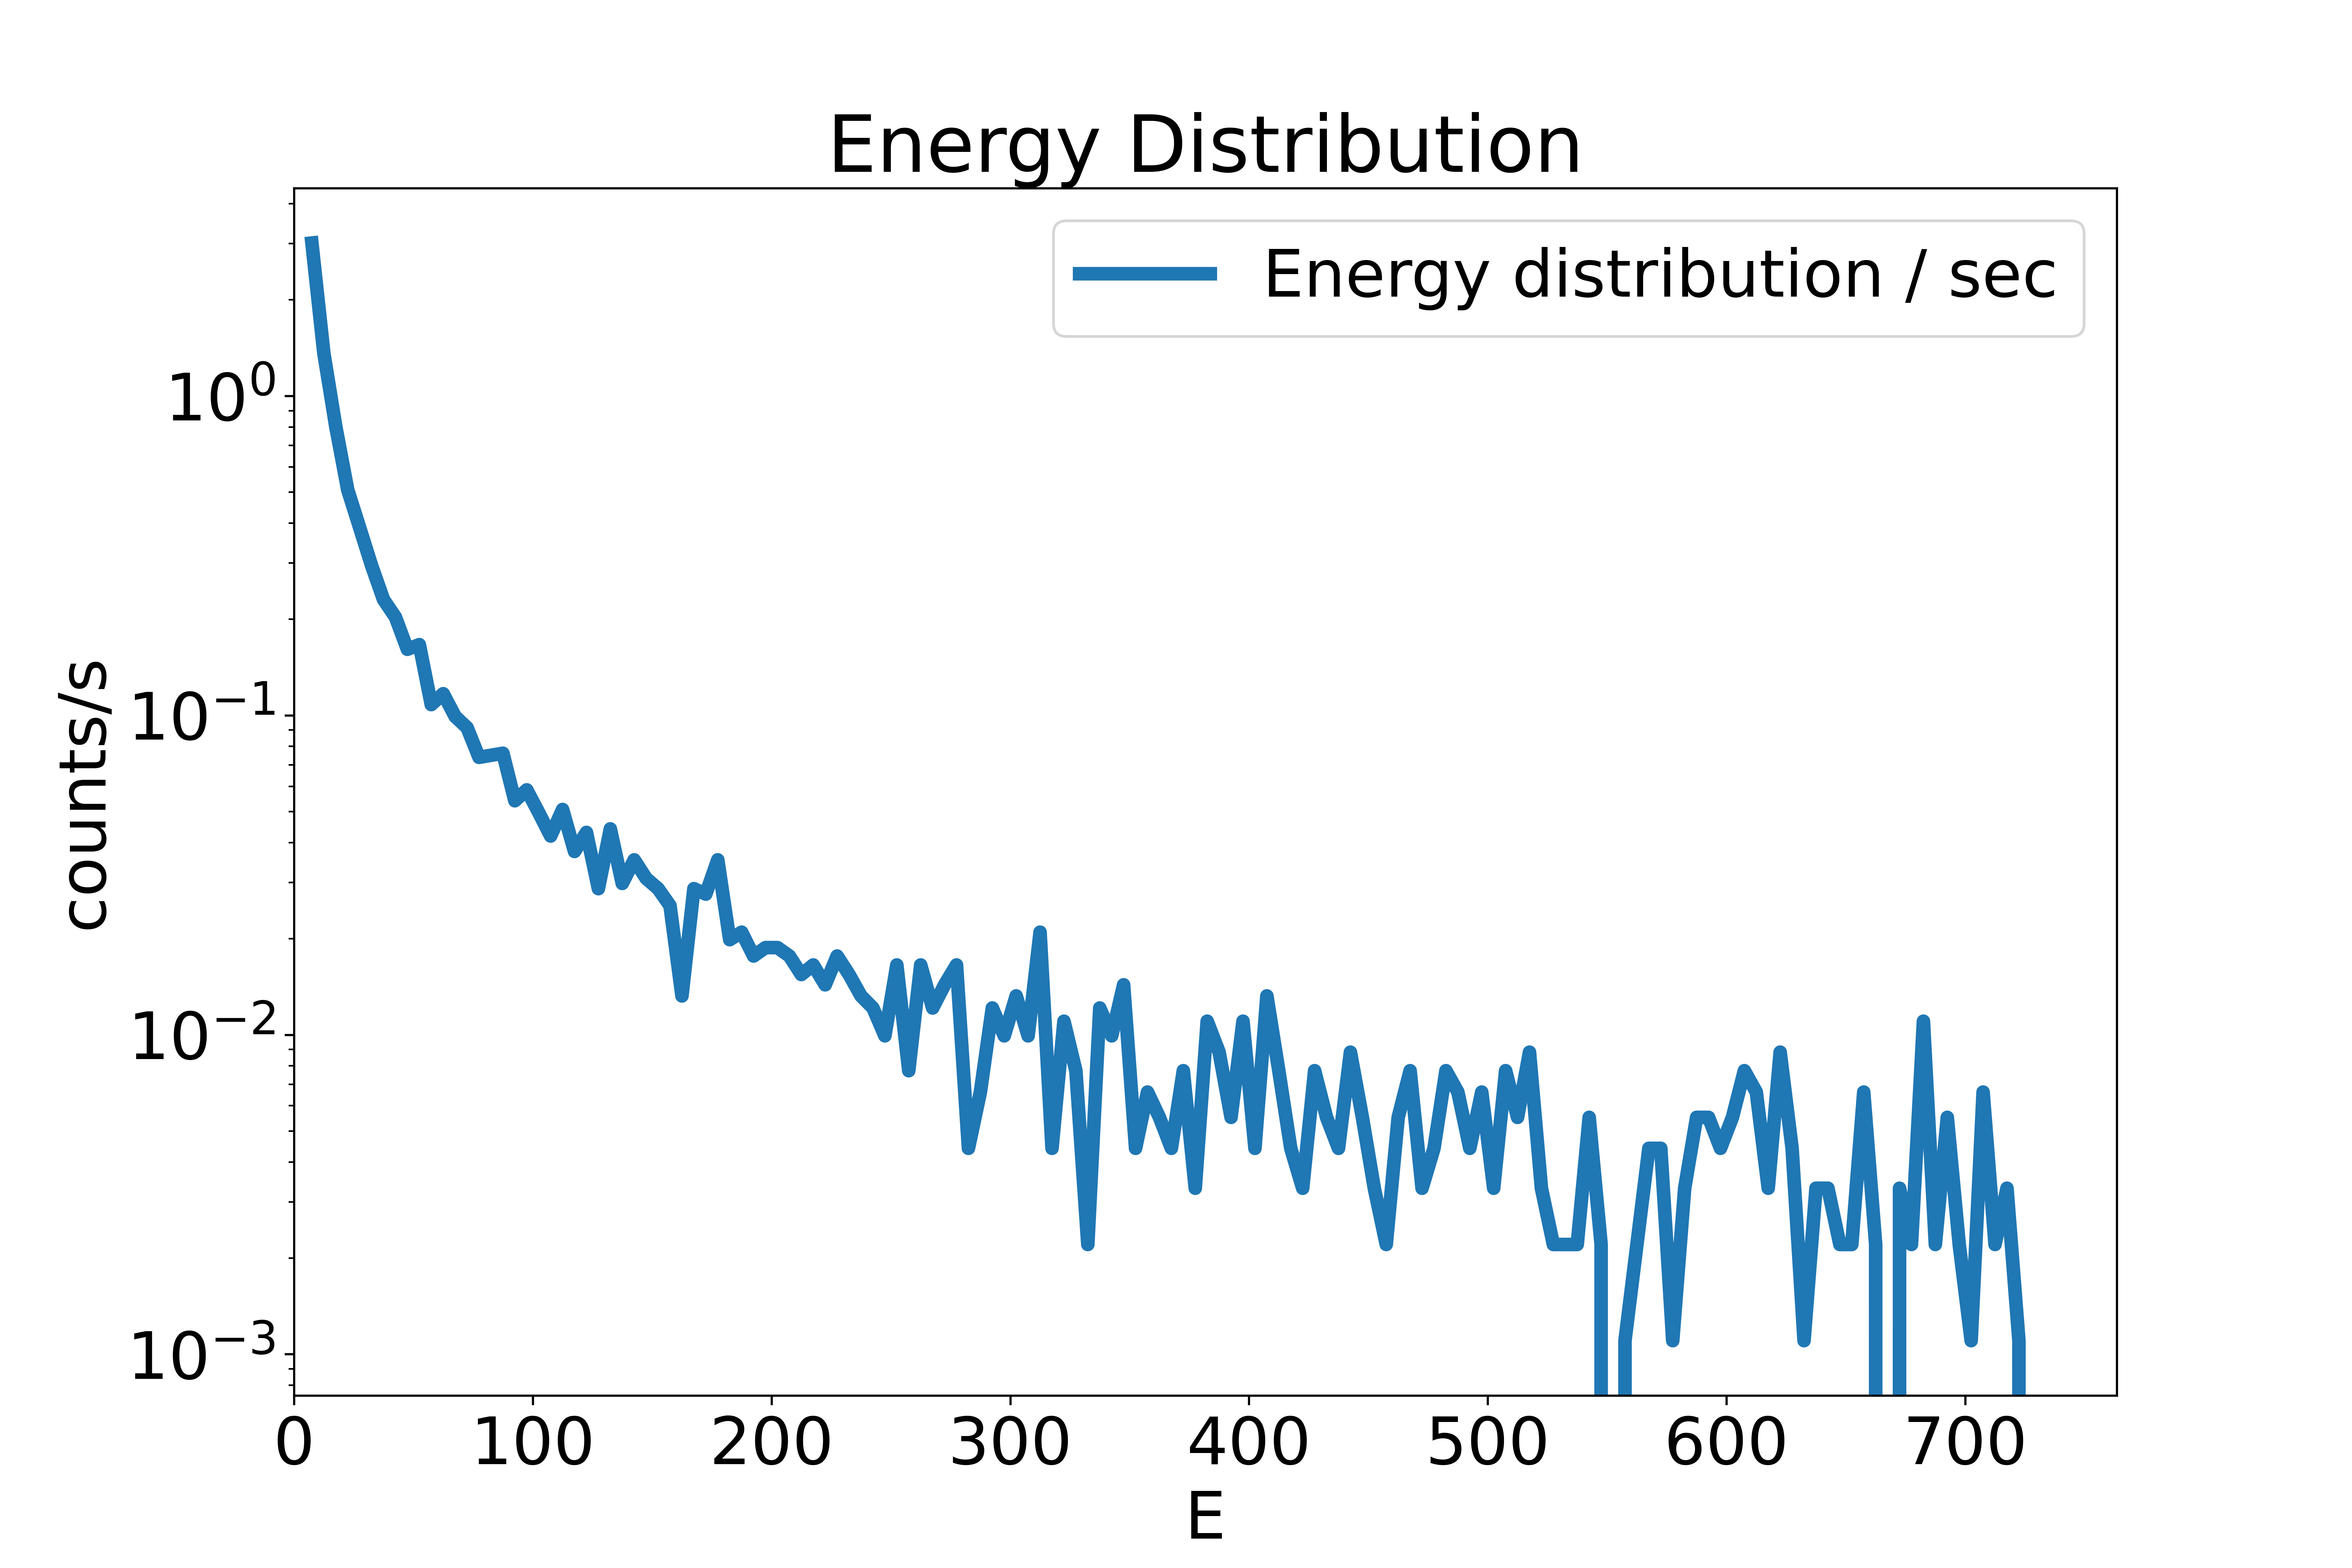 Energy Distribution
Energy distribution / sec
counts/s
10⁰
10⁻¹
10⁻²
10⁻³
0 100 200 300 400 500 600 700
E